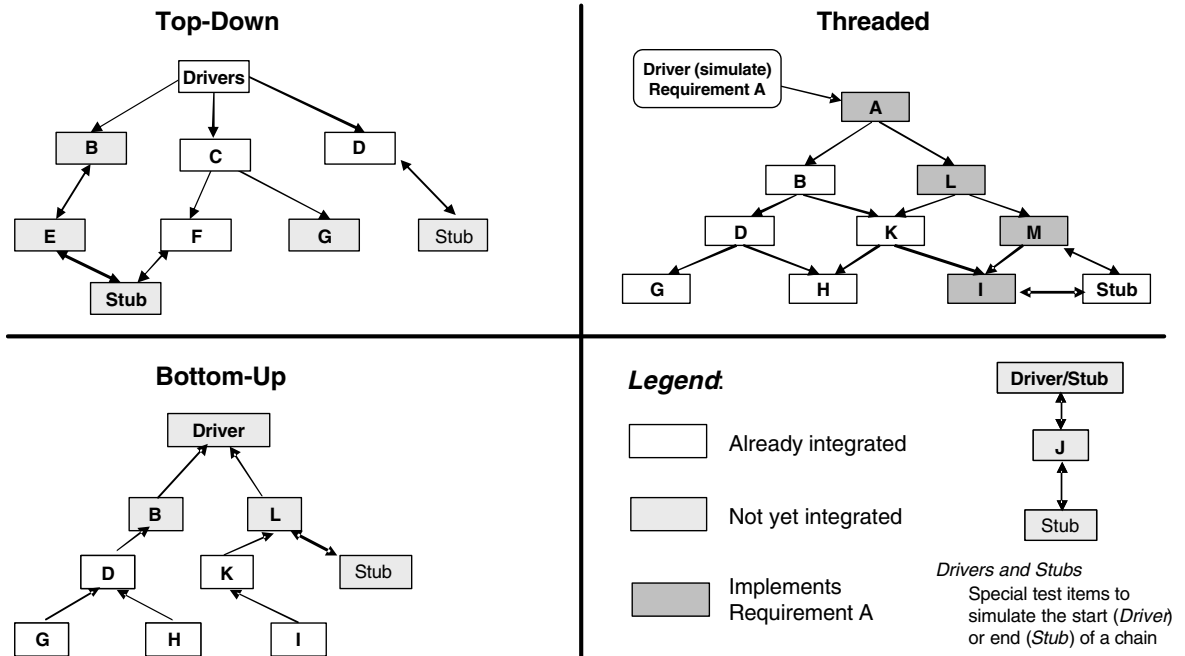 Top-Down
Drivers
B
C
D
E
F
G
Stub
Stub
Threaded
Driver (simulate)
Requirement A
A
B
L
D
K
M
G
H
I
Stub
Bottom-Up
Driver
B
L
D
K
Stub
G
H
I
Legend:
Already integrated
Not yet integrated
Implements
Requirement A
Driver/Stub
J
Stub
Drivers and Stubs
Special test items to
simulate the start (Driver)
or end (Stub) of a chain